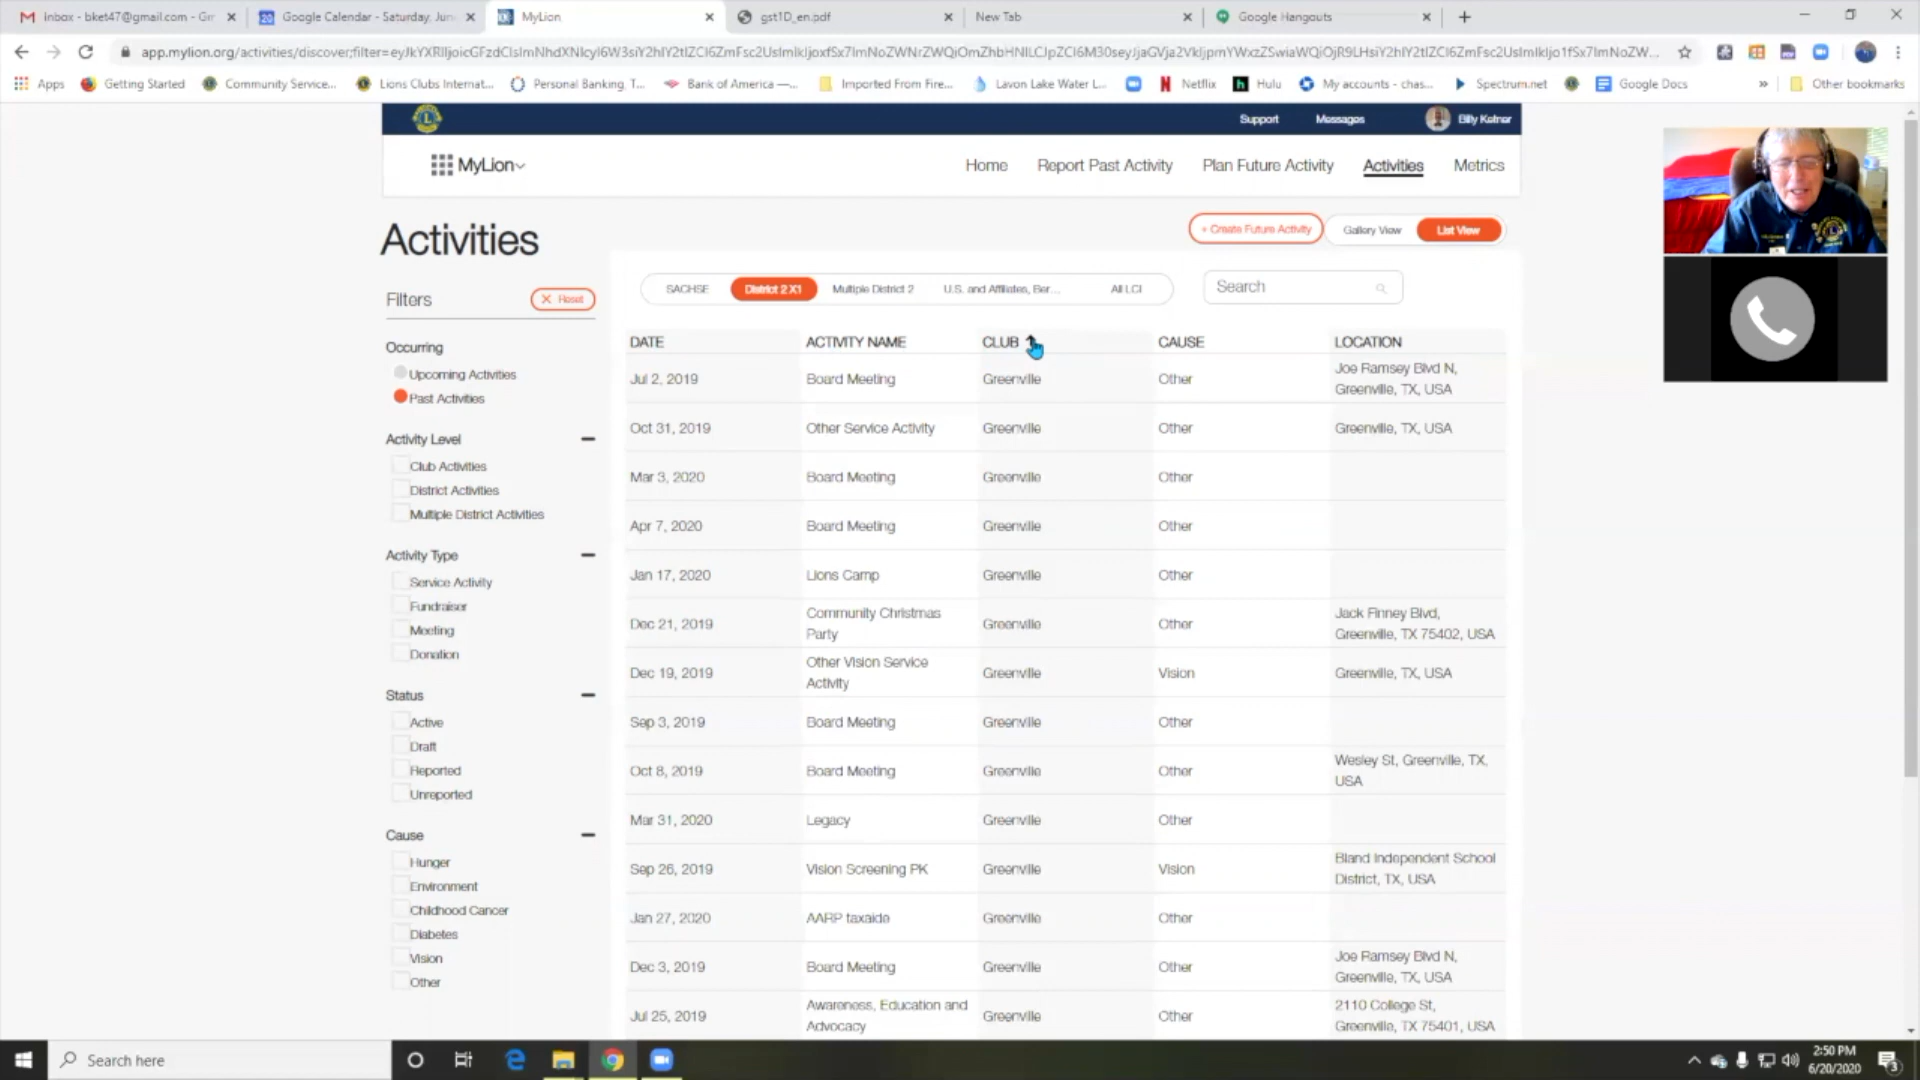 Inbox - bket47@gmail.com - Gm
Google Calendar - Saturday, Jun
MyLion
gst1D_en.pdf
New Tab
Google Hangouts
Apps
Getting Started
Community Service...
Lions Clubs Internat...
Personal Banking, T...
Bank of America —...
Imported From Fire...
Lavon Lake Water L...
Netflix
Hulu
My accounts - chas...
Spectrum.net
Google Docs
»
Other bookmarks
Support
Messages
MyLion
Home
Report Past Activity
Plan Future Activity
Activities
Metrics
Activities
+ Create Future Activity
Gallery View
List View
Filters
X Reset
SACHSE
District 2 X1
Multiple District 2
U.S. and Affiliates, Ber...
All LCI
Search
Occurring
Upcoming Activities
Past Activities
Activity Level
Club Activities
District Activities
Multiple District Activities
Activity Type
Service Activity
Fundraiser
Meeting
Donation
Status
Active
Draft
Reported
Unreported
Cause
Hunger
Environment
Childhood Cancer
Diabetes
Vision
Other
DATE ACTIVITY NAME CLUB CAUSE LOCATION
Jul 2, 2019 Board Meeting Greenville Other Joe Ramsey Blvd N,
Greenville, TX, USA
Oct 31, 2019 Other Service Activity Greenville Other Greenville, TX, USA
Mar 3, 2020 Board Meeting Greenville Other
Apr 7, 2020 Board Meeting Greenville Other
Jan 17, 2020 Lions Camp Greenville Other
Dec 21, 2019 Community Christmas Party Greenville Other Jack Finney Blvd,
Greenville, TX 75402, USA
Dec 19, 2019 Other Vision Service Activity Greenville Vision Greenville, TX, USA
Sep 3, 2019 Board Meeting Greenville Other
Oct 8, 2019 Board Meeting Greenville Other Wesley St, Greenville, TX,
USA
Mar 31, 2020 Legacy Greenville Other
Sep 26, 2019 Vision Screening PK Greenville Vision Bland Independent School
District, TX, USA
Jan 27, 2020 AARP taxaide Greenville Other
Dec 3, 2019 Board Meeting Greenville Other Joe Ramsey Blvd N,
Greenville, TX, USA
Jul 25, 2019 Awareness, Education and Advocacy Greenville Other 2110 College St,
Greenville, TX 75401, USA
Search here
2:50 PM
6/20/2020